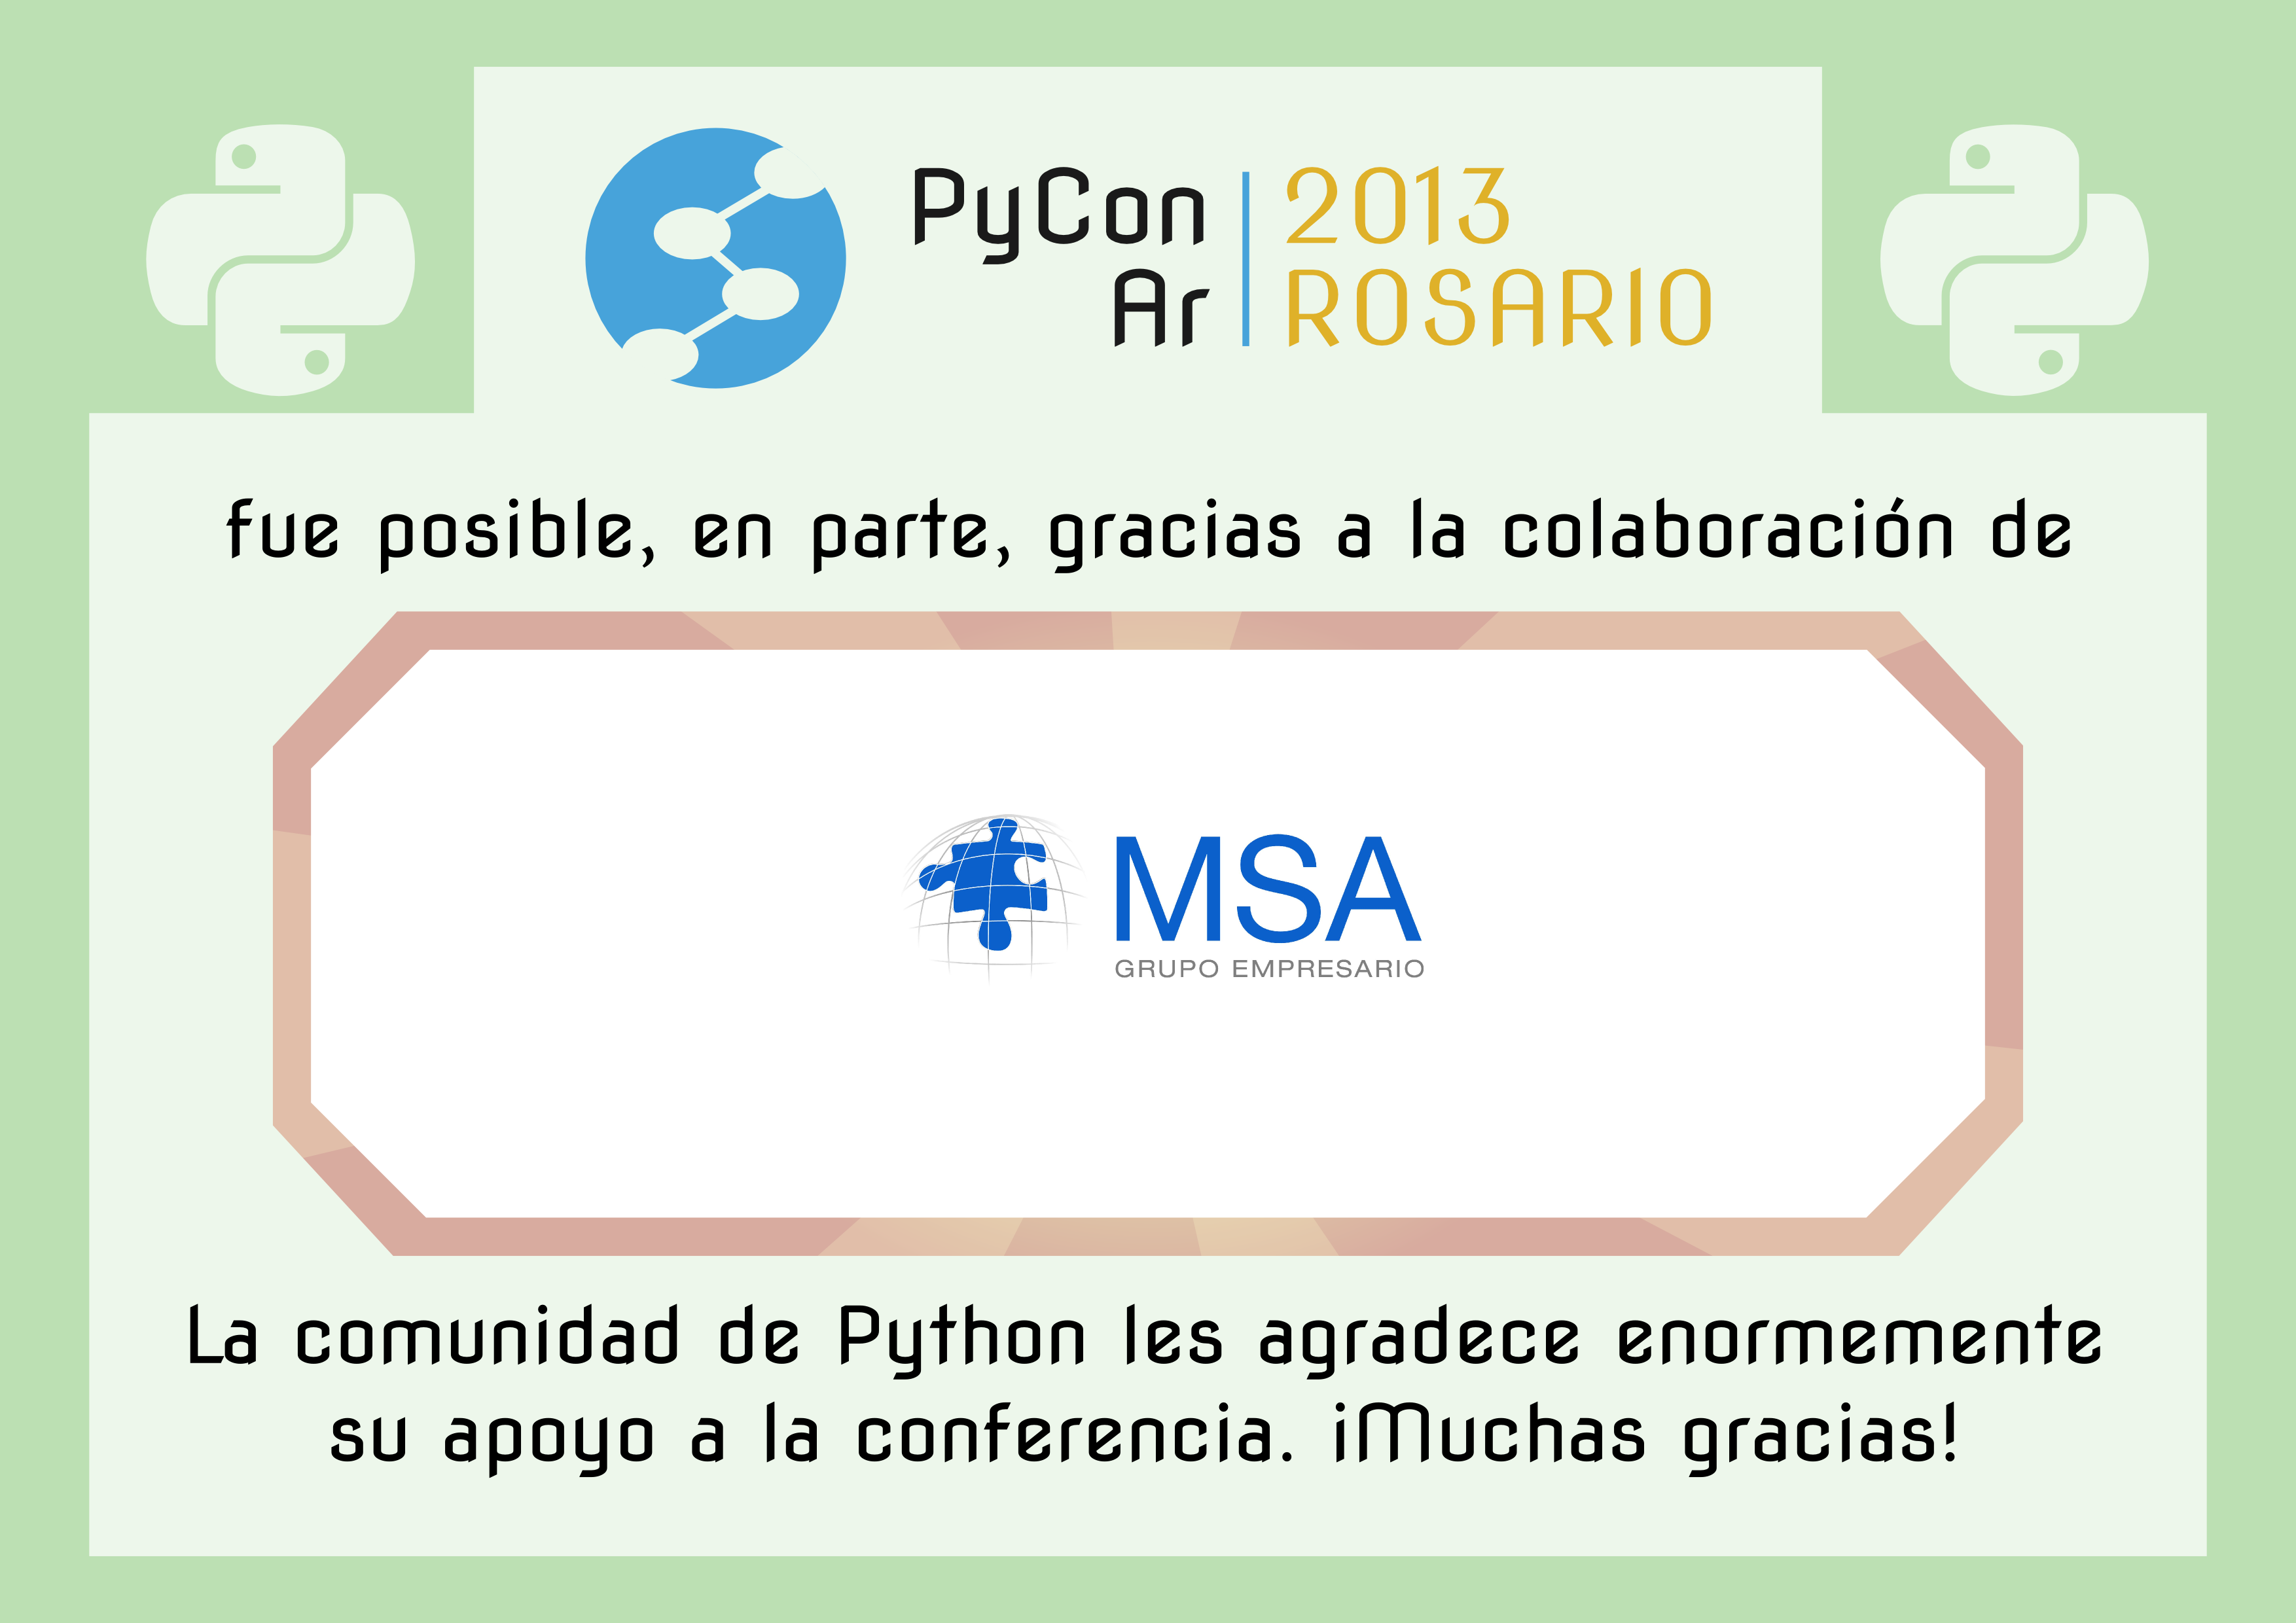 PyCon
Ar
2013
ROSARIO
fue posible, en parte, gracias a la colaboración de
MSA
GRUPO EMPRESARIO
La comunidad de Python les agradece enormemente
su apoyo a la conferencia. ¡Muchas gracias!